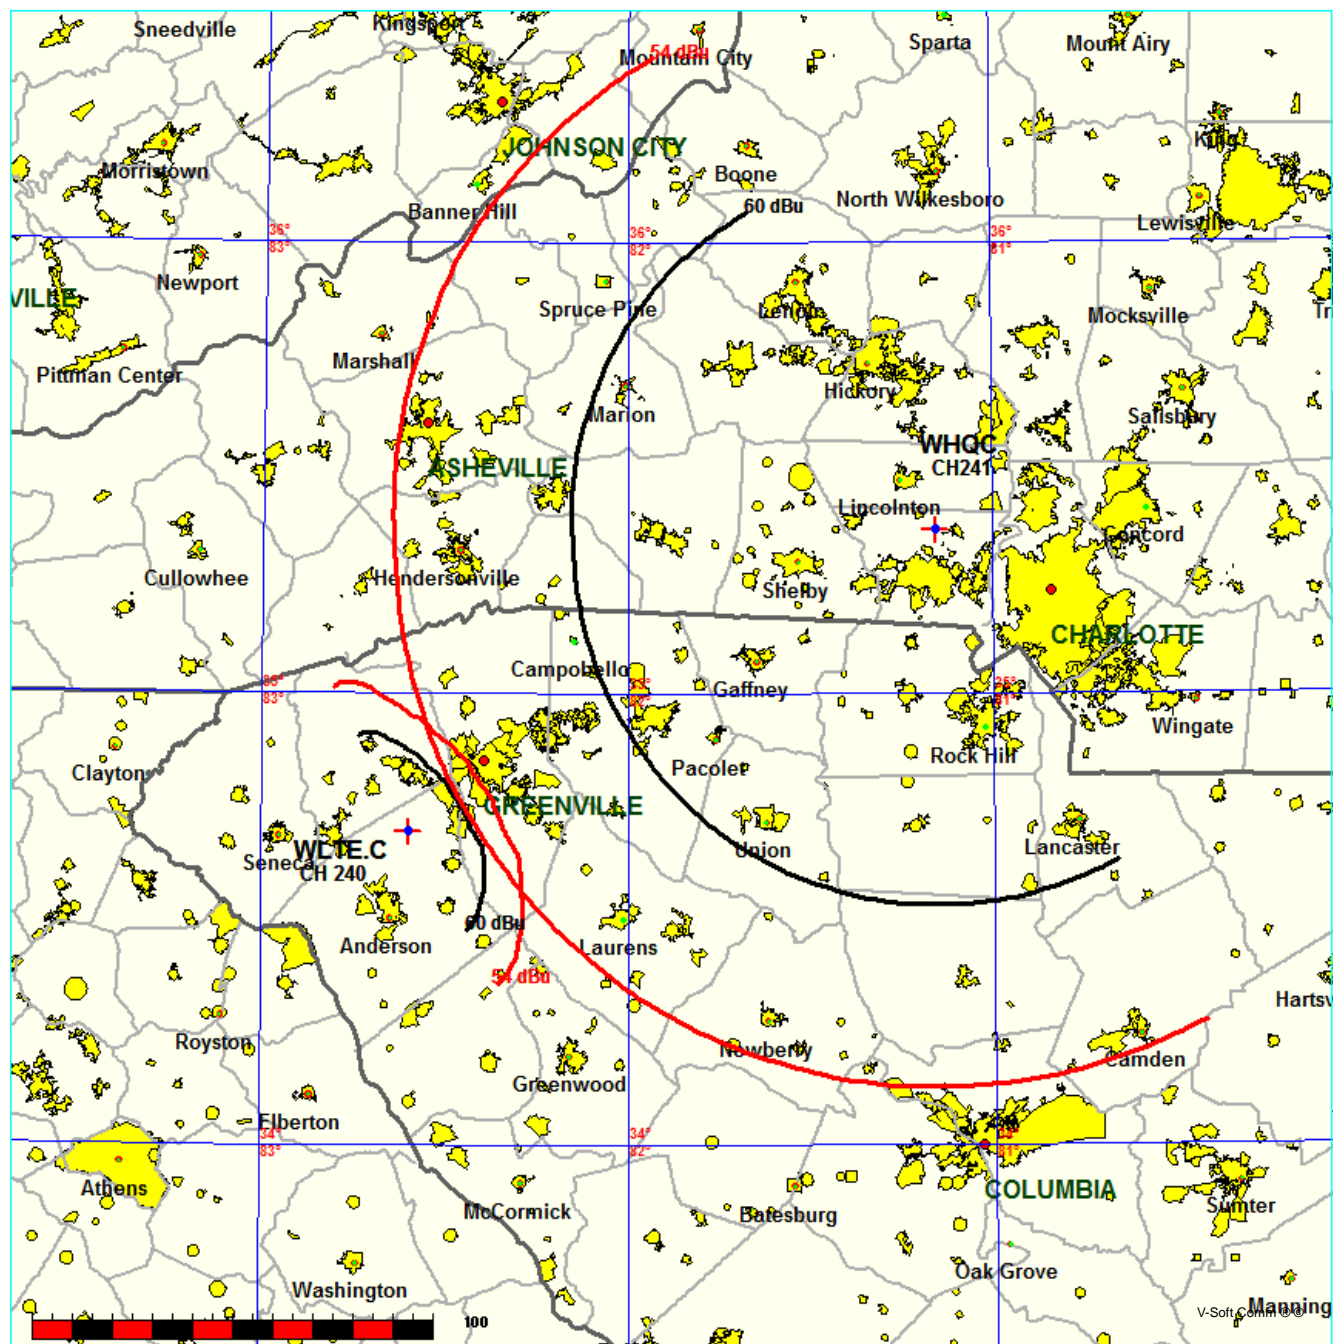 Sneedville
Kingsport
54 dBu
Mountain City
Sparta
Mount Airy
JOHNSON CITY
King
Morristown
Boone
North Wilkesboro
Lewisville
Banner Hill
60 dBu
36°
83°
36°
82°
36°
81°
Newport
VILLE
Spruce Pine
Lenoir
Mocksville
Tr
Marshall
Pittman Center
Hickory
Marion
Salisbury
WHQC
CH241
ASHEVILLE
Lincolnton
Concord
Cullowhee
Hendersonville
Shelby
CHARLOTTE
Campobello
Gaffney
35°
83°
35°
82°
35°
81°
Wingate
Rock Hill
Clayton
Pacolet
GREENVILLE
WLTE.C
CH 240
Seneca
Union
Lancaster
60 dBu
Anderson
Laurens
54 dBu
Hartsv
Royston
Newberry
Camden
Greenwood
Elberton
34°
83°
34°
82°
34°
81°
Athens
COLUMBIA
McCormick
Batesburg
Sumter
Oak Grove
Washington
Manning
V-Soft Comm ® ®
100